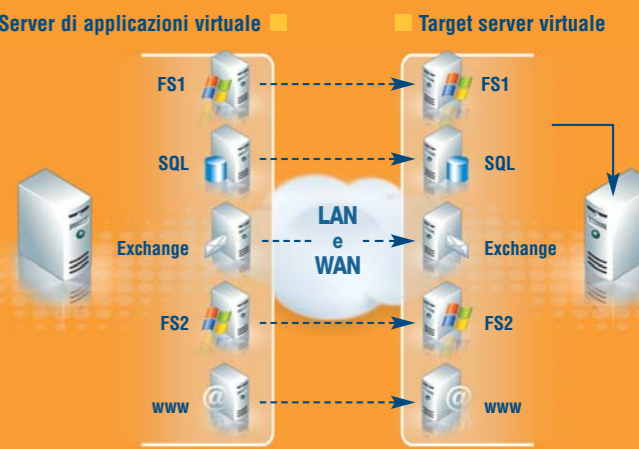 Server di applicazioni virtuale
Target server virtuale
FS1
FS1
SQL
SQL
LAN
e
WAN
Exchange
Exchange
FS2
FS2
www
@
@
www